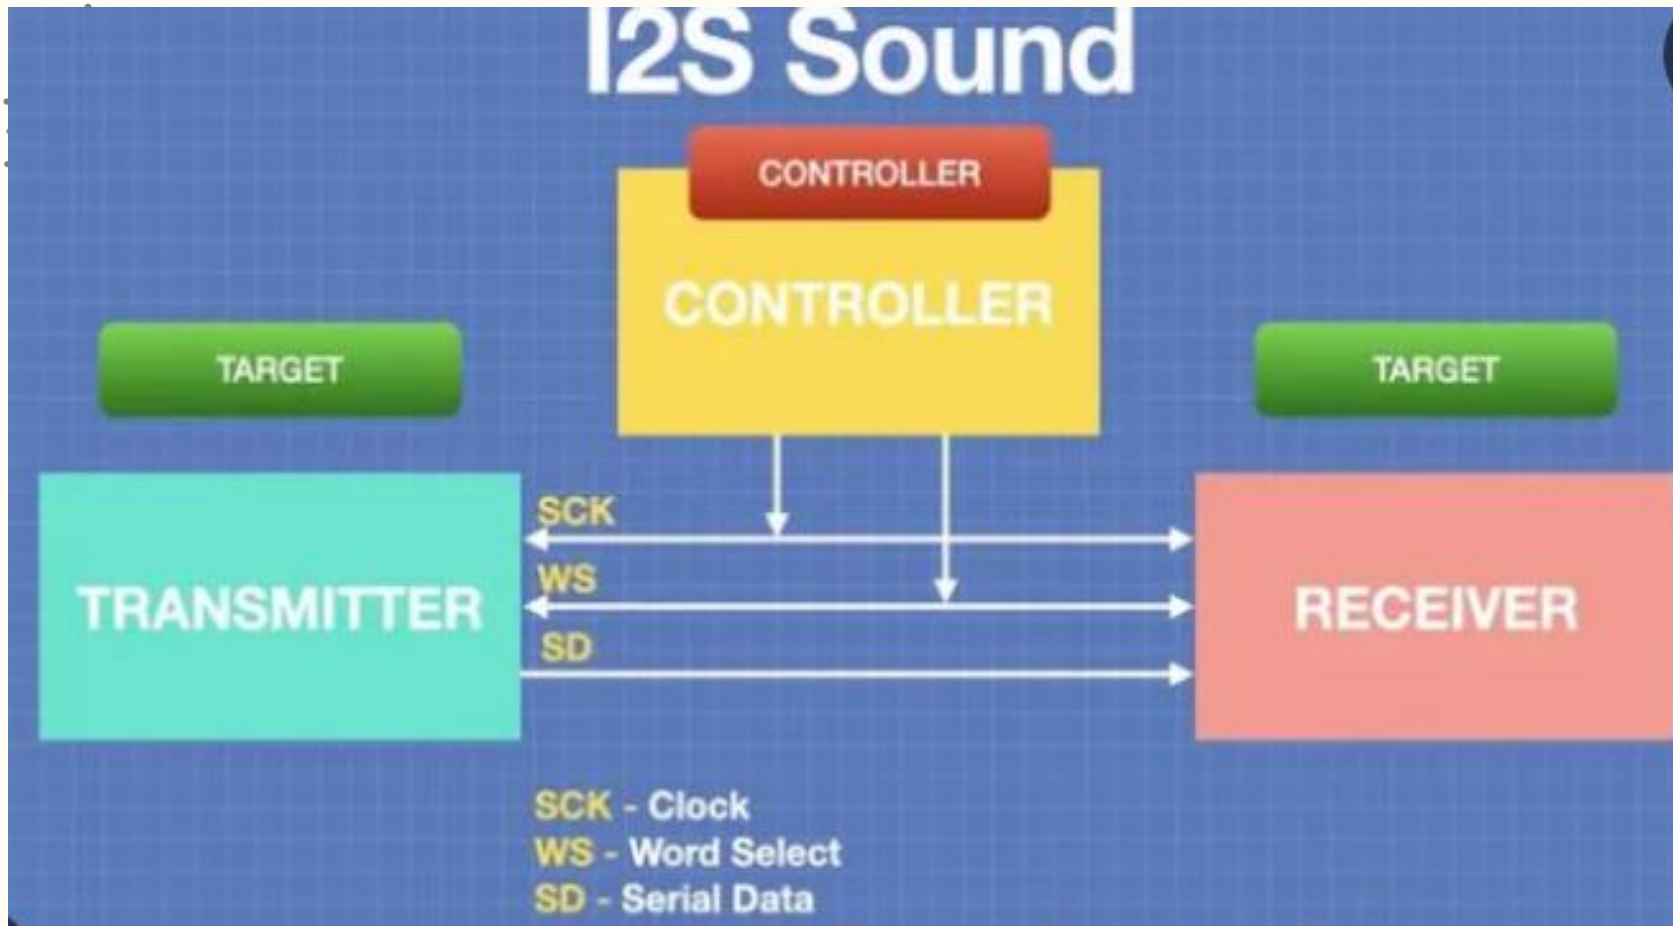 I2S Sound
CONTROLLER
CONTROLLER
TARGET
TARGET
SCK
WS
SD
TRANSMITTER
RECEIVER
SCK - Clock
WS - Word Select
SD - Serial Data